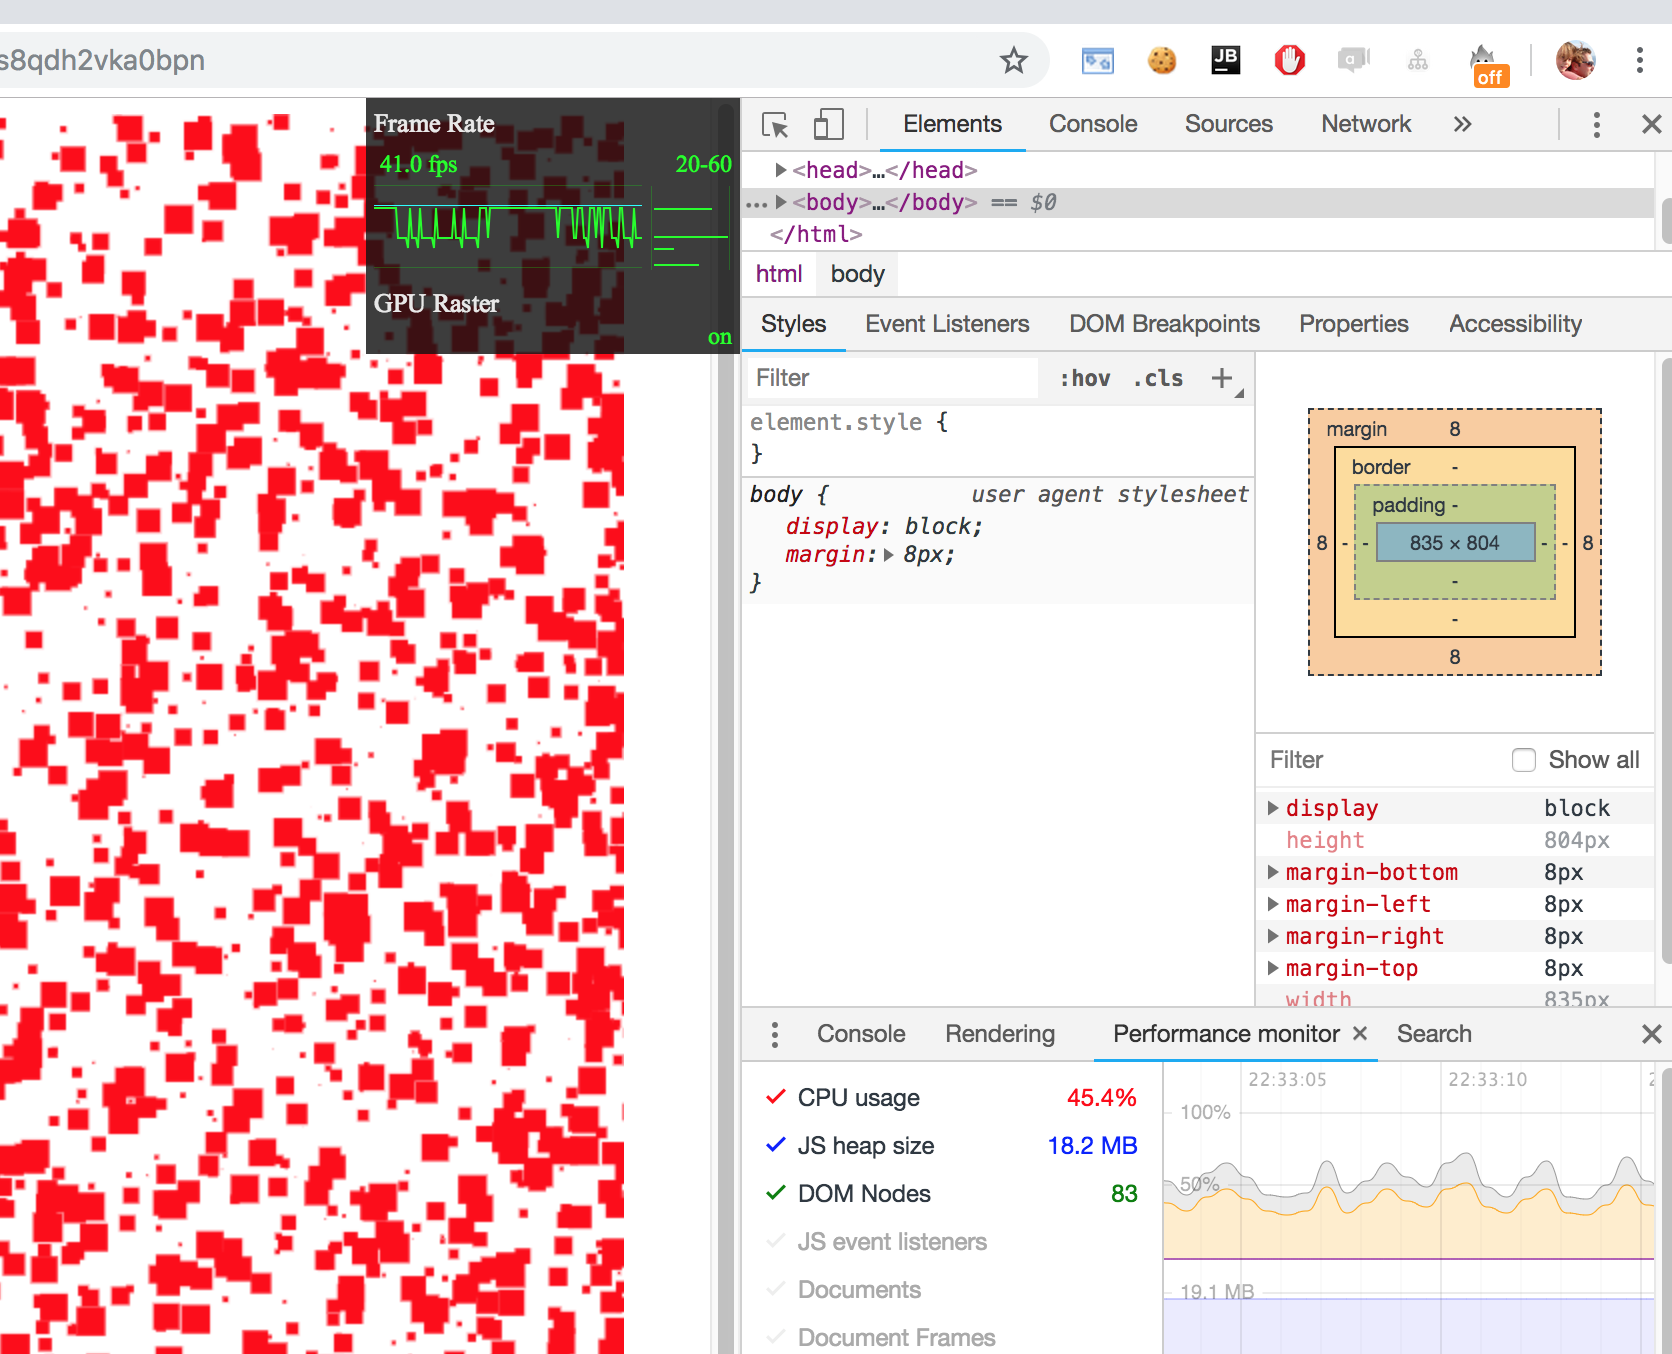 s8qdh2vka0bpn
JB
a
off
Frame Rate
41.0 fps 20-60
GPU Raster
on
Elements Console Sources Network »
▶<head>…</head>
…▶<body>…</body> == $0
</html>
html body
Styles Event Listeners DOM Breakpoints Properties Accessibility
Filter :hov .cls +
element.style {
}
body { user agent stylesheet
display: block;
margin:▶ 8px;
}
margin 8
border -
padding -
8 - - 835 × 804 - - 8
-
-
8
Filter Show all
▶ display block
height 804px
▶ margin-bottom 8px
▶ margin-left 8px
▶ margin-right 8px
▶ margin-top 8px
width 835px
Console Rendering Performance monitor × Search
CPU usage 45.4%
JS heap size 18.2 MB
DOM Nodes 83
JS event listeners
Documents
Document Frames
22:33:05 22:33:10
100%
50%
19.1 MB